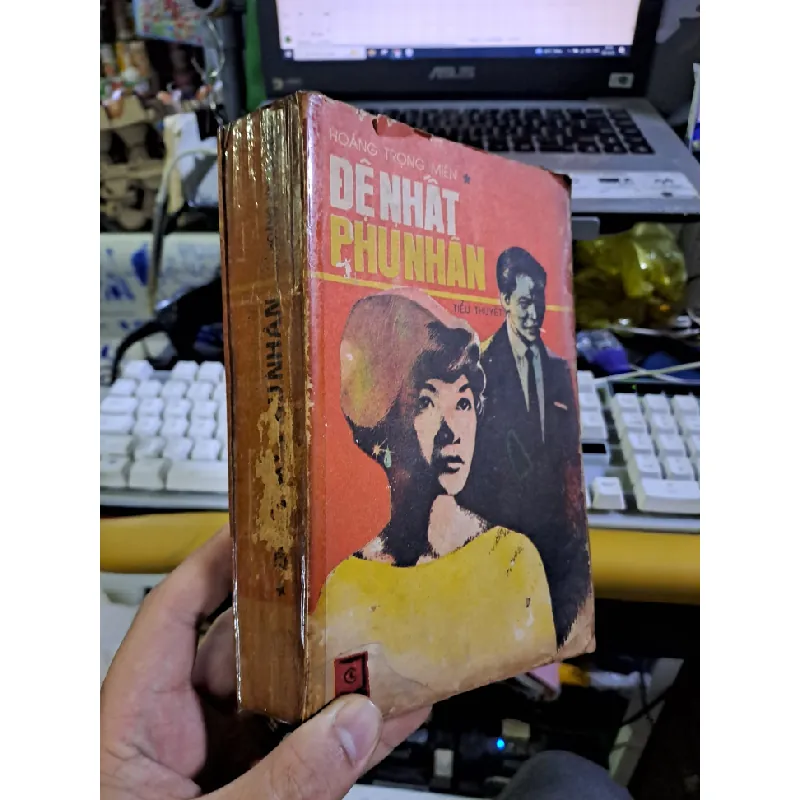 HOÀNG TRỌNG MIÊN
ĐỆ NHẤT
PHU NHÂN
TIỂU THUYẾT
NHÂN
ASUS